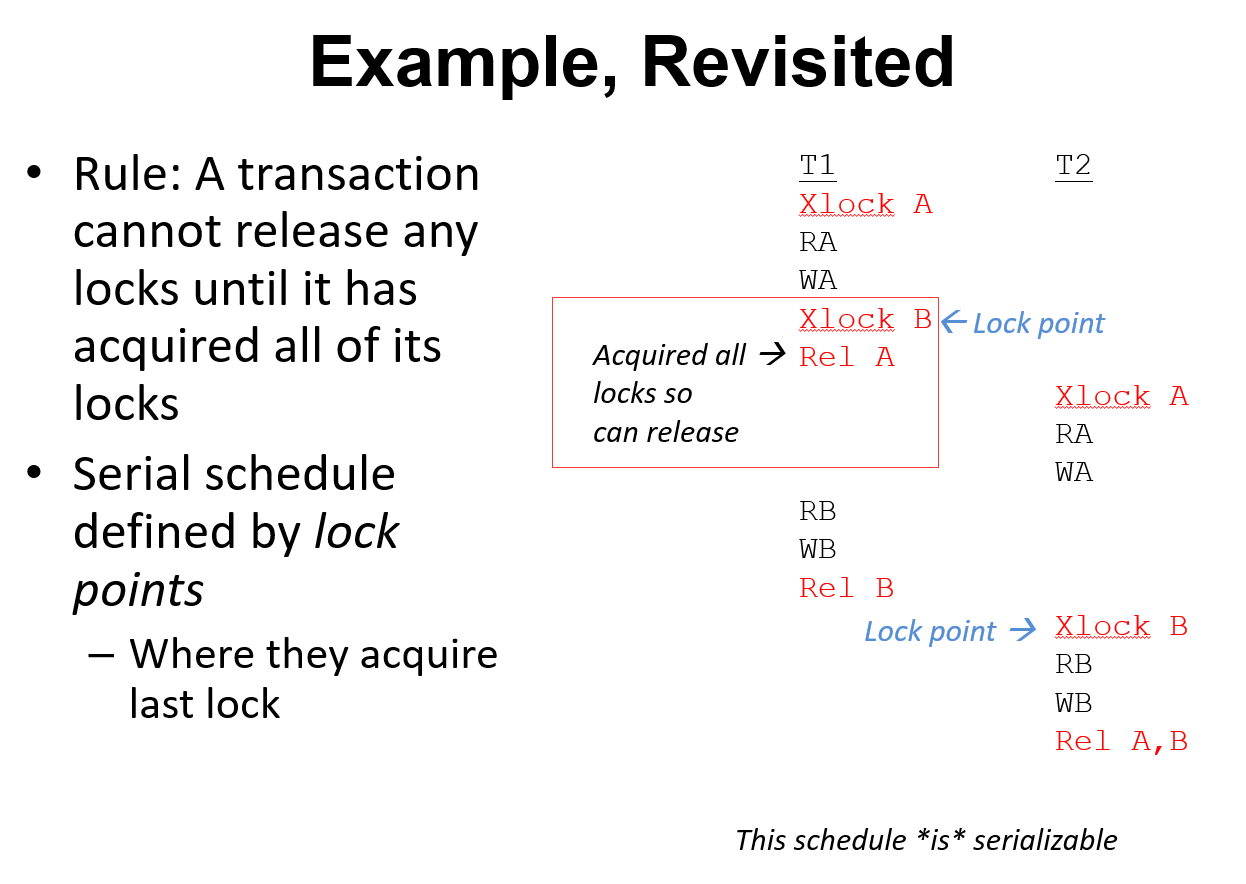 Example, Revisited
• Rule: A transaction
cannot release any
locks until it has
acquired all of its
locks
• Serial schedule
defined by lock
points
– Where they acquire
last lock
T1 T2
Xlock A
RA
WA
Xlock B ← Lock point
Acquired all → Rel A
locks so
can release
Xlock A
RA
WA
RB
WB
Rel B
Lock point → Xlock B
RB
WB
Rel A,B
This schedule *is* serializable